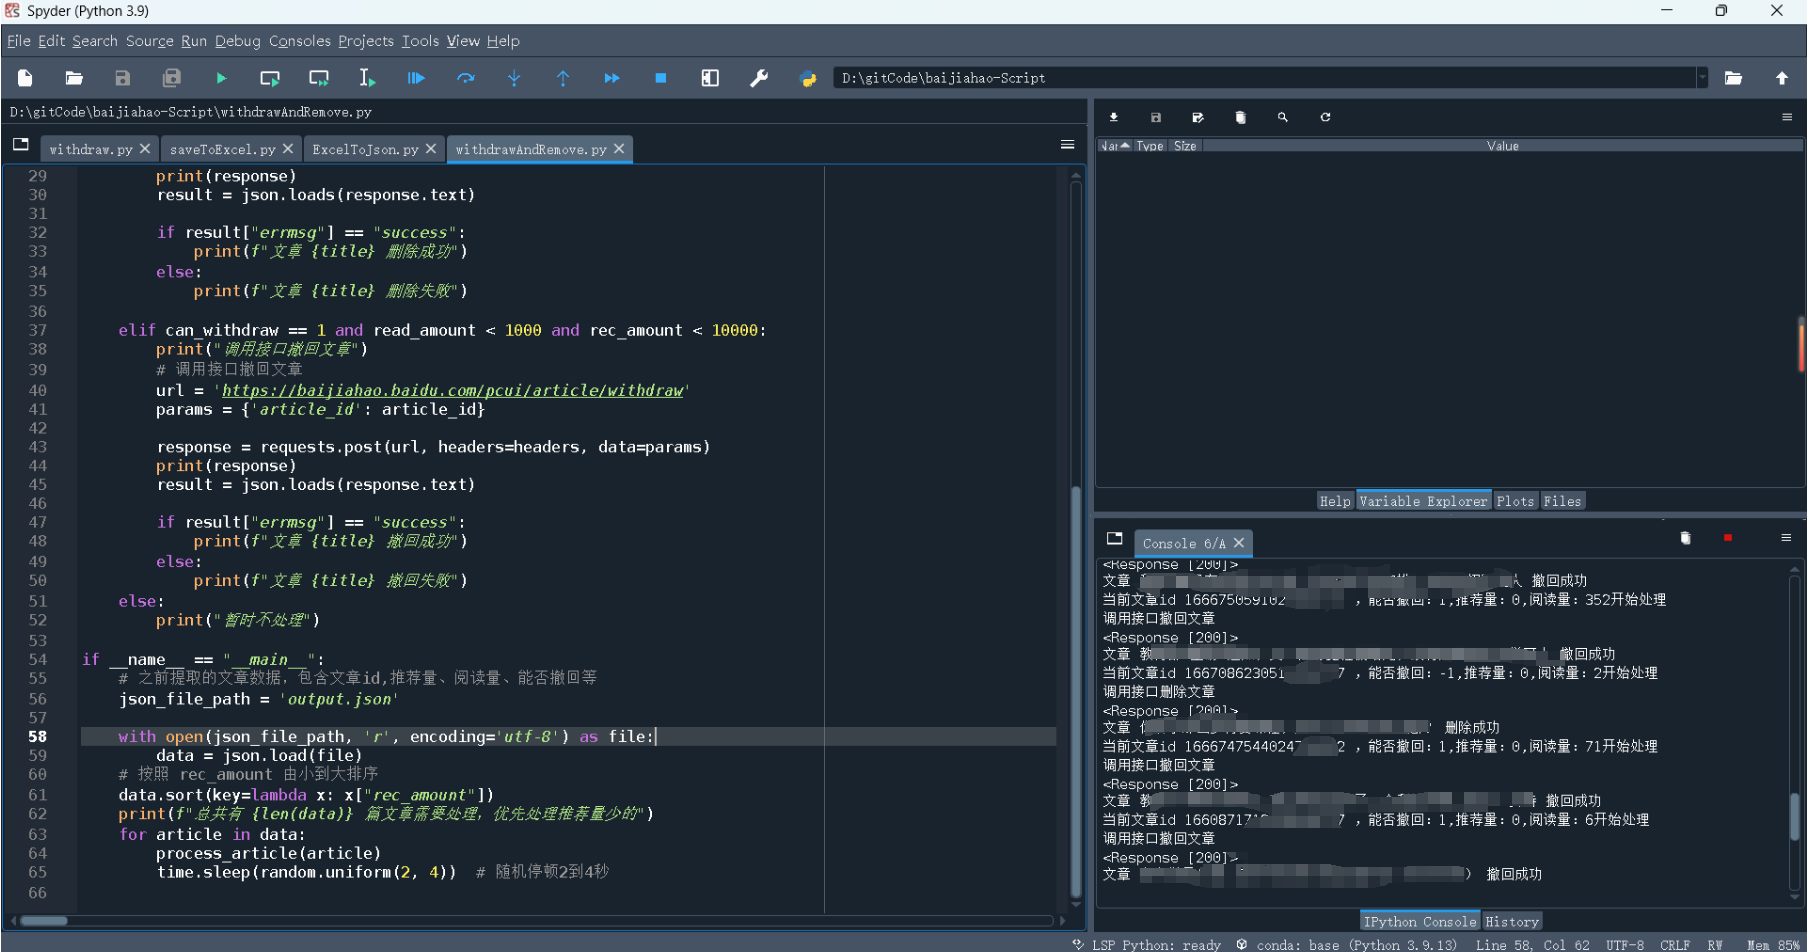 Spyder (Python 3.9)
File Edit Search Source Run Debug Consoles Projects Tools View Help
D:\gitCode\baijiahao-Script
D:\gitCode\baijiahao-Script\withdrawAndRemove.py
withdraw.py saveToExcel.py ExcelToJson.py withdrawAndRemove.py
29 print(response)
30 result = json.loads(response.text)
31
32 if result["errmsg"] == "success":
33 print(f"文章 {title} 删除成功")
34 else:
35 print(f"文章 {title} 删除失败")
36
37 elif can_withdraw == 1 and read_amount < 1000 and rec_amount < 10000:
38 print("调用接口撤回文章")
39 # 调用接口撤回文章
40 url = 'https://baijiahao.baidu.com/pcui/article/withdraw'
41 params = {'article_id': article_id}
42
43 response = requests.post(url, headers=headers, data=params)
44 print(response)
45 result = json.loads(response.text)
46
47 if result["errmsg"] == "success":
48 print(f"文章 {title} 撤回成功")
49 else:
50 print(f"文章 {title} 撤回失败")
51 else:
52 print("暂时不处理")
53
54 if __name__ == "__main__":
55 # 之前提取的文章数据，包含文章id,推荐量、阅读量、能否撤回等
56 json_file_path = 'output.json'
57
58 with open(json_file_path, 'r', encoding='utf-8') as file:
59 data = json.load(file)
60 # 按照 rec_amount 由小到大排序
61 data.sort(key=lambda x: x["rec_amount"])
62 print(f"总共有 {len(data)} 篇文章需要处理，优先处理推荐量少的")
63 for article in data:
64 process_article(article)
65 time.sleep(random.uniform(2, 4)) # 随机停顿2到4秒
66
Type Size Value
Help Variable Explorer Plots Files
Console 6/A
<Response [200]>
文章 撤回成功
当前文章id 166675059102 ，能否撤回：1,推荐量：0,阅读量：352开始处理
调用接口撤回文章
<Response [200]>
文章 教 撤回成功
当前文章id 166708623051 7 ，能否撤回：-1,推荐量：0,阅读量：2开始处理
调用接口删除文章
<Response [200]>
文章 删除成功
当前文章id 16667475440247 2 ，能否撤回：1,推荐量：0,阅读量：71开始处理
调用接口撤回文章
<Response [200]>
文章 教 撤回成功
当前文章id 16608717 7 ，能否撤回：1,推荐量：0,阅读量：6开始处理
调用接口撤回文章
<Response [200]>
文章 ） 撤回成功
IPython Console History
LSP Python: ready conda: base (Python 3.9.13) Line 58, Col 62 UTF-8 CRLF RW Mem 85%